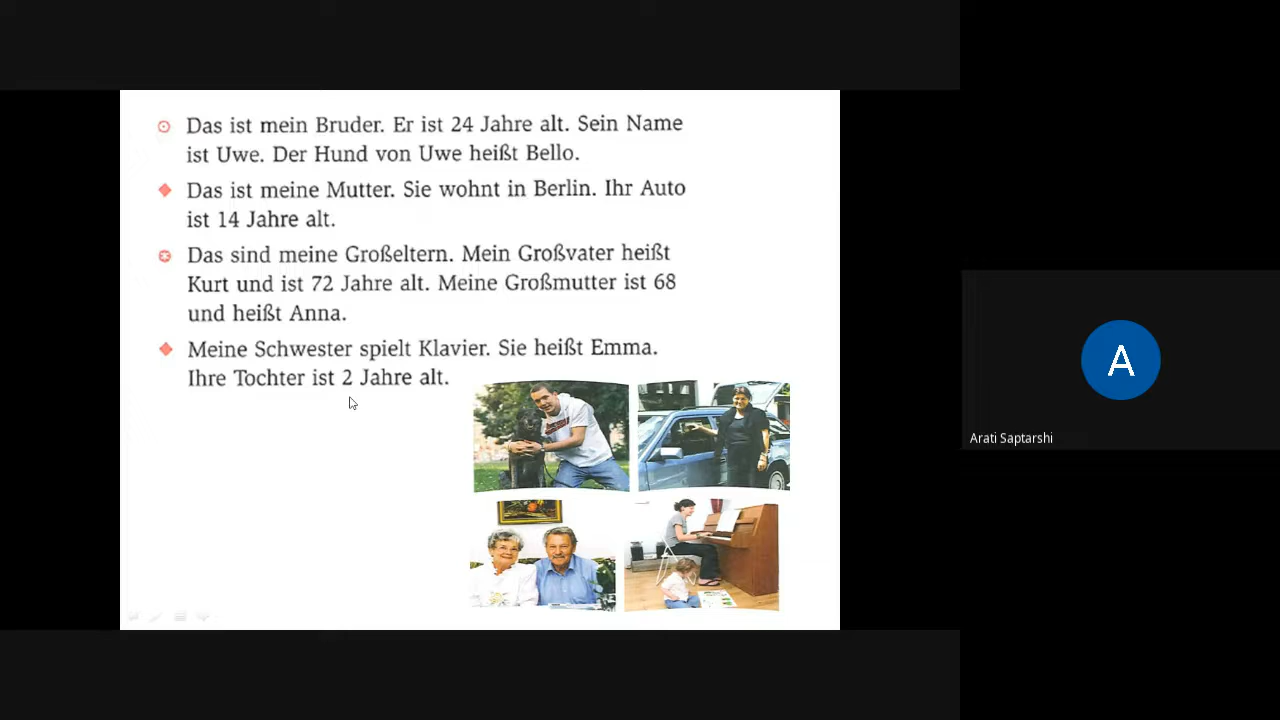 Das ist mein Bruder. Er ist 24 Jahre alt. Sein Name
ist Uwe. Der Hund von Uwe heißt Bello.
Das ist meine Mutter. Sie wohnt in Berlin. Ihr Auto
ist 14 Jahre alt.
Das sind meine Großeltern. Mein Großvater heißt
Kurt und ist 72 Jahre alt. Meine Großmutter ist 68
und heißt Anna.
Meine Schwester spielt Klavier. Sie heißt Emma.
Ihre Tochter ist 2 Jahre alt.
A
Arati Saptarshi